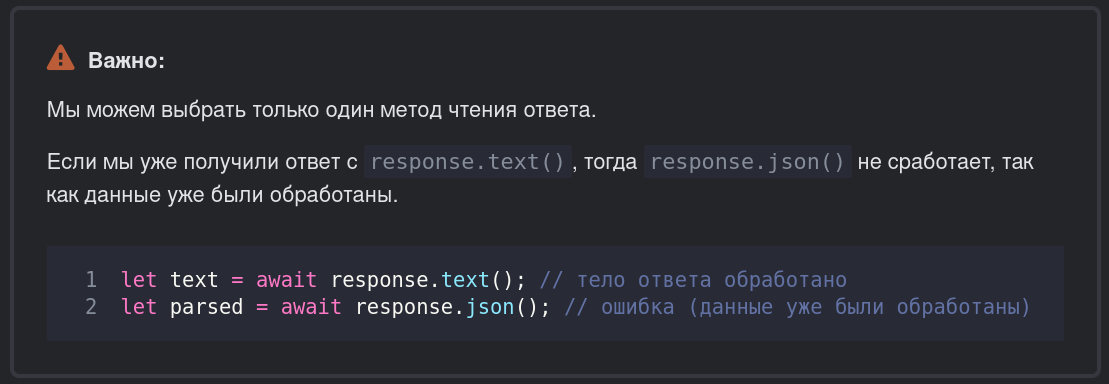 Важно:
Мы можем выбрать только один метод чтения ответа.
Если мы уже получили ответ с response.text(), тогда response.json() не сработает, так
как данные уже были обработаны.
1 let text = await response.text(); // тело ответа обработано
2 let parsed = await response.json(); // ошибка (данные уже были обработаны)